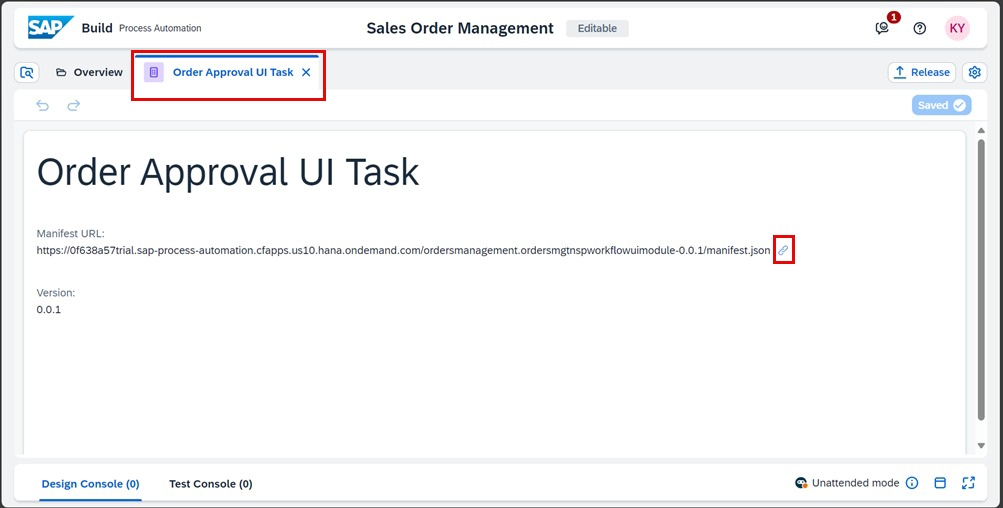 SAP Build Process Automation
Sales Order Management Editable
1
KY
Overview
Order Approval UI Task
Release
Saved
Order Approval UI Task
Manifest URL:
https://0f638a57trial.sap-process-automation.cfapps.us10.hana.ondemand.com/ordersmanagement.ordersmgtnspworkflowuimodule-0.0.1/manifest.json
Version:
0.0.1
Design Console (0)
Test Console (0)
Unattended mode